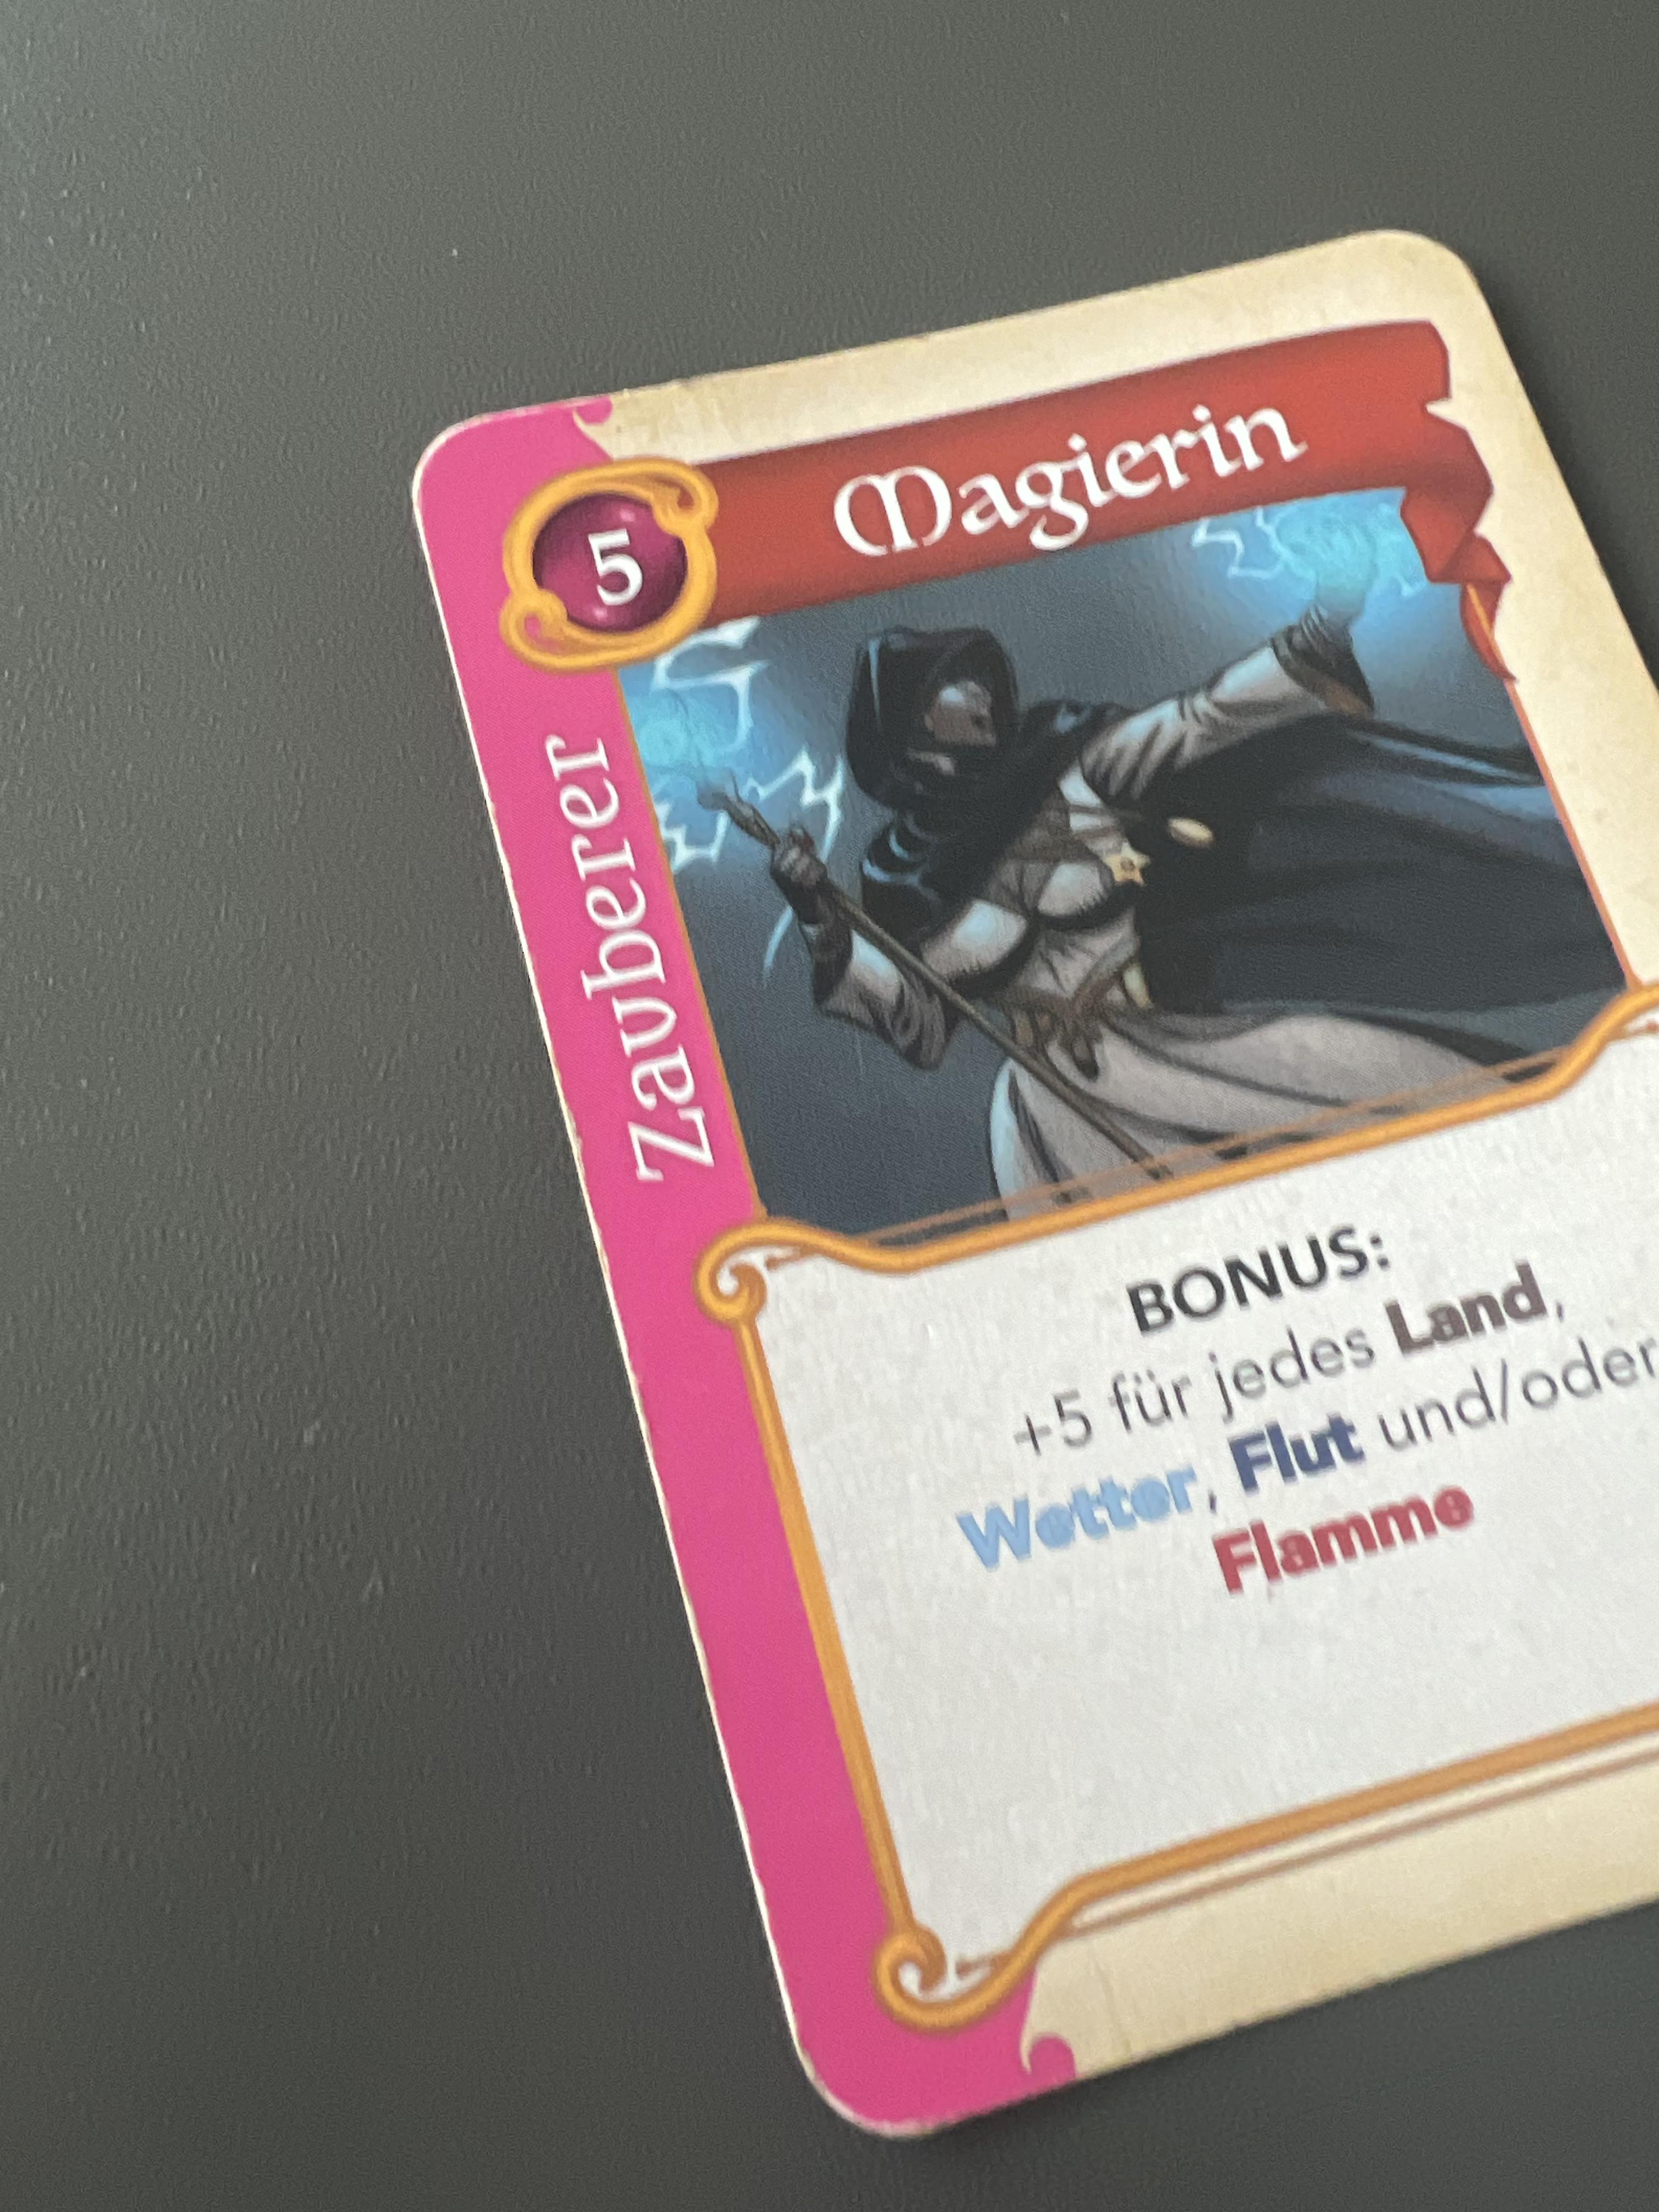 5
Magierin
Zauberer
BONUS:
+5 für jedes Land,
Wetter, Flut und/oder
Flamme